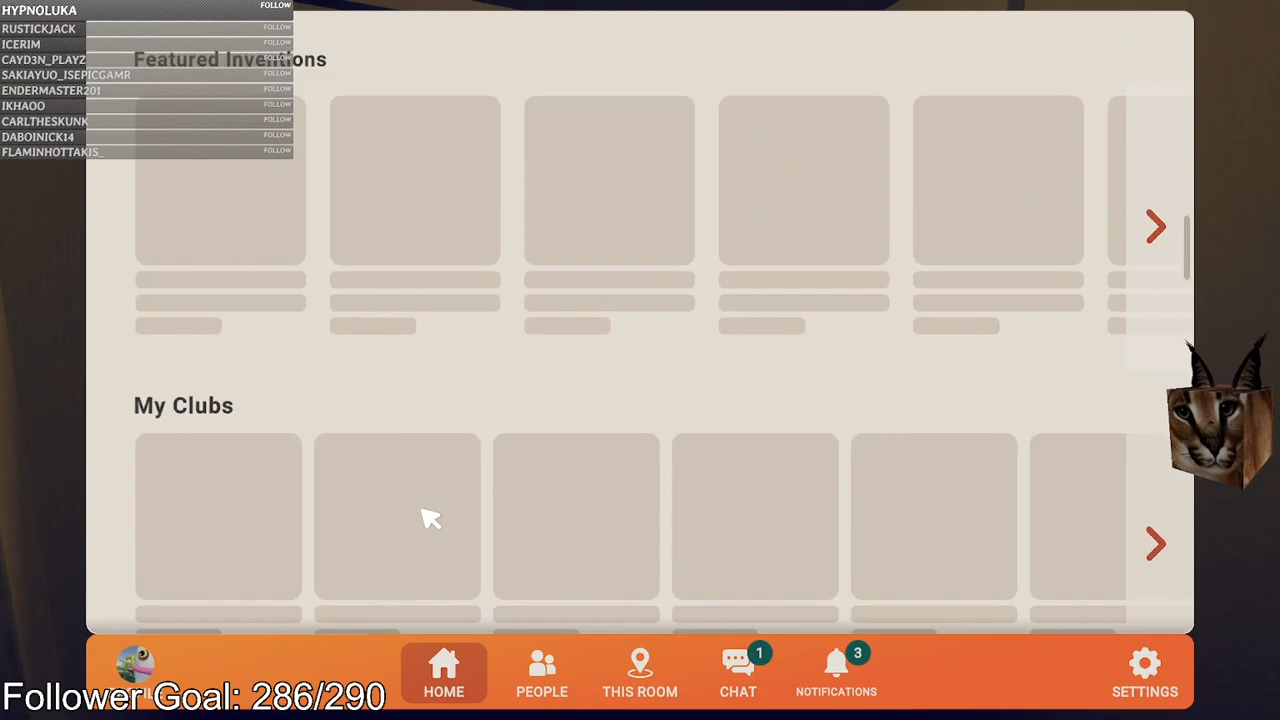 HYPNOLUKA FOLLOW
RUSTICKJACK FOLLOW
ICERIM FOLLOW
CAYD3N_PLAYZ FOLLOW
SAKIAYUO_ISEPICGAMR FOLLOW
ENDERMASTER201 FOLLOW
IKHAOO FOLLOW
CARLTHESKUNK FOLLOW
DABOINICK14 FOLLOW
FLAMINHOTTAKIS_ FOLLOW
Featured Inventions
My Clubs
HOME
PEOPLE
THIS ROOM
1
CHAT
3
NOTIFICATIONS
SETTINGS
Follower Goal: 286/290